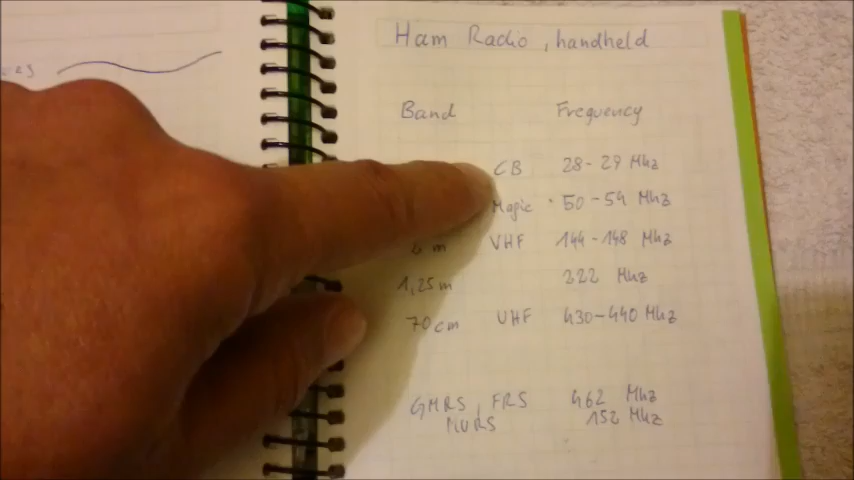 Ham Radio, handheld
Band Frequency
CB 28-29 Mhz
Magic 50-54 Mhz
m VHF 144-148 Mhz
1,25m 222 Mhz
70cm UHF 430-440 Mhz
GMRS, FRS 462 Mhz
MURS 152 Mhz